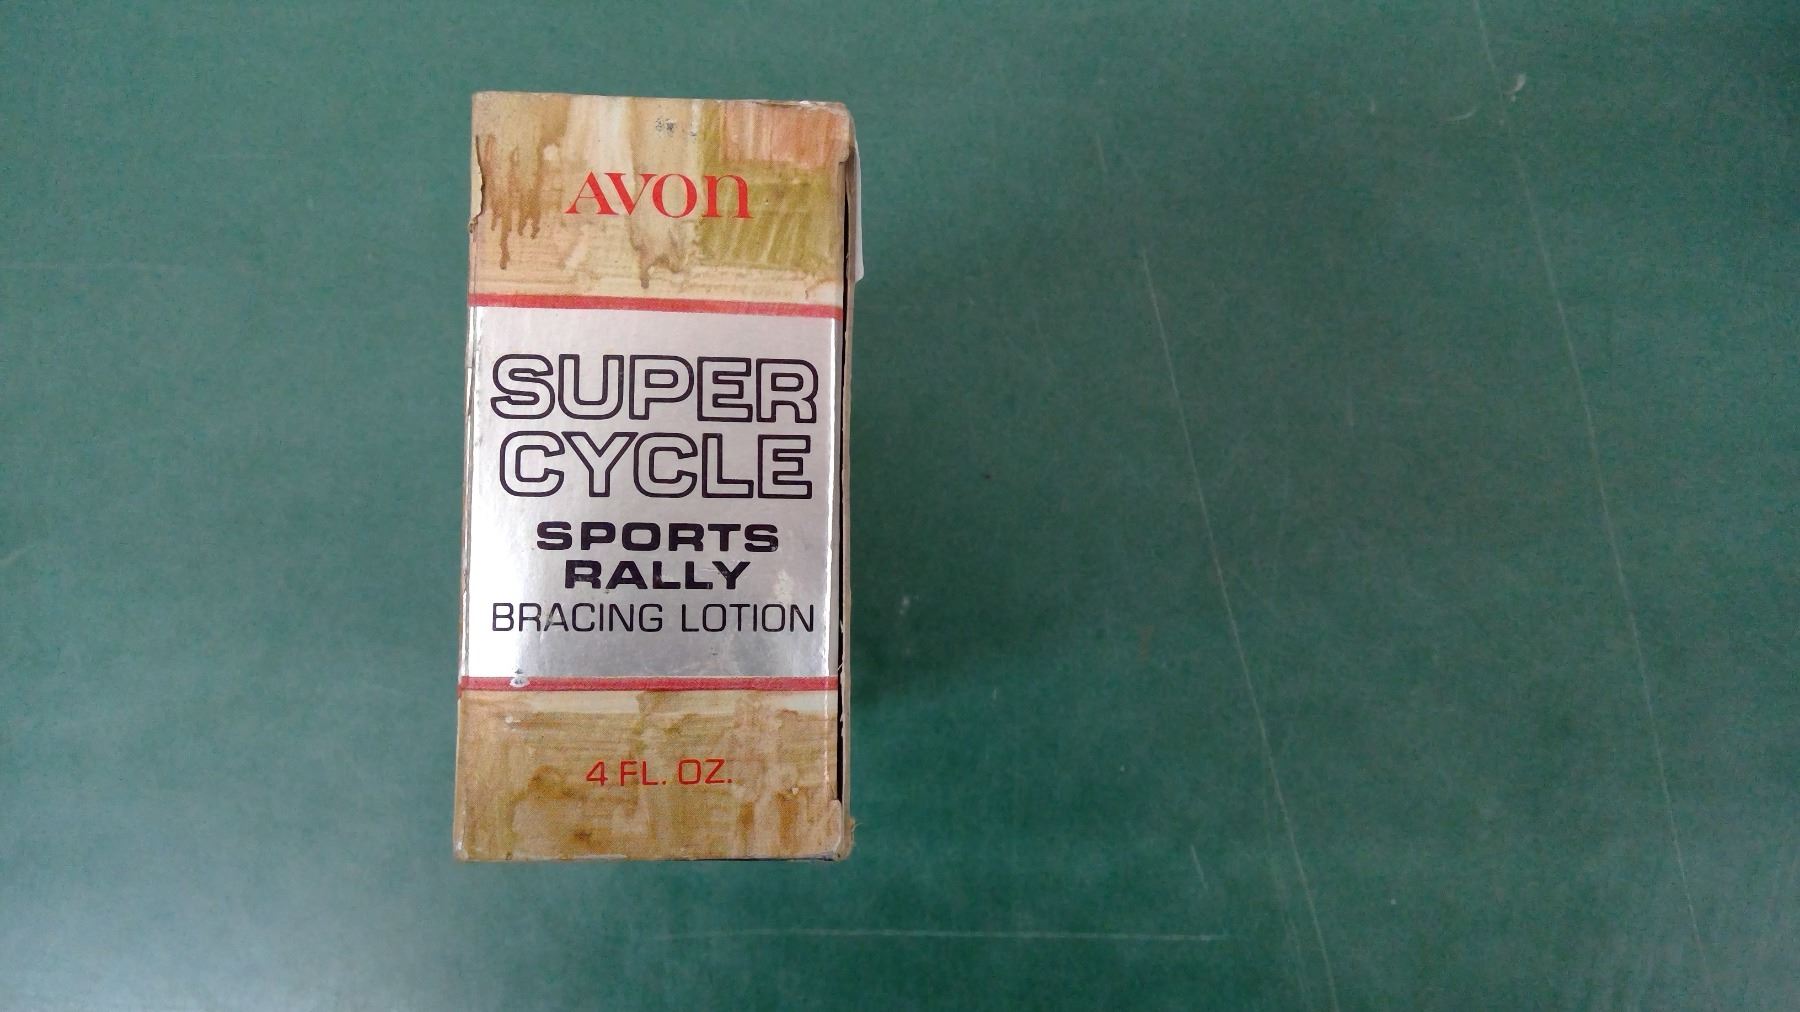 AVON
SUPER
CYCLE
SPORTS
RALLY
BRACING LOTION
4 FL. OZ.